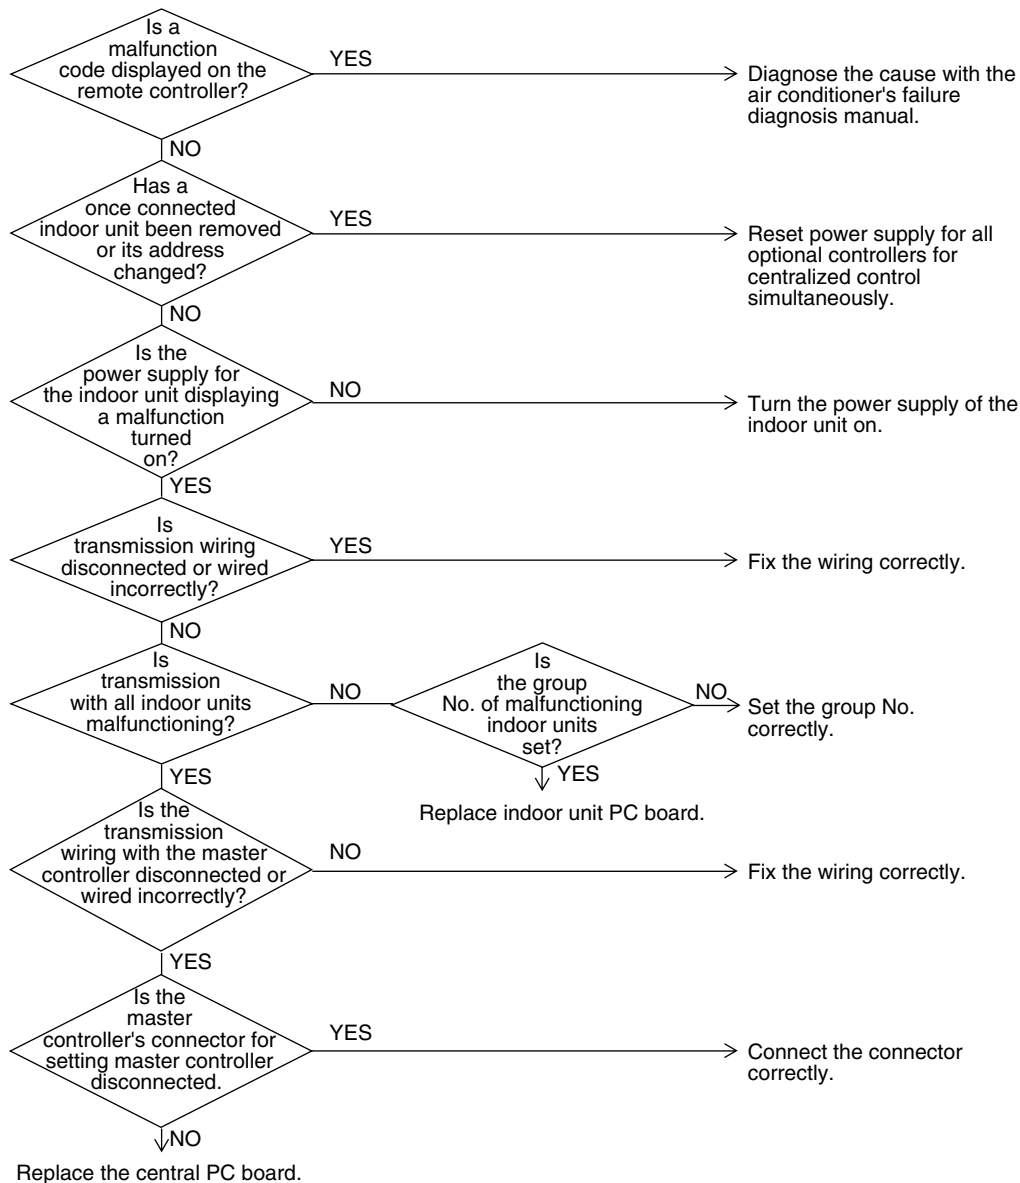 Is a
malfunction
code displayed on the
remote controller?
YES
Diagnose the cause with the
air conditioner's failure
diagnosis manual.
NO
Has a
once connected
indoor unit been removed
or its address
changed?
YES
Reset power supply for all
optional controllers for
centralized control
simultaneously.
NO
Is the
power supply for
the indoor unit displaying
a malfunction
turned
on?
NO
Turn the power supply of the
indoor unit on.
YES
Is
transmission wiring
disconnected or wired
incorrectly?
YES
Fix the wiring correctly.
NO
Is
transmission
with all indoor units
malfunctioning?
NO
Is
the group
No. of malfunctioning
indoor units
set?
NO
Set the group No.
correctly.
YES
Replace indoor unit PC board.
YES
Is the
transmission
wiring with the master
controller disconnected or
wired incorrectly?
NO
Fix the wiring correctly.
YES
Is the
master
controller's connector for
setting master controller
disconnected.
YES
Connect the connector
correctly.
NO
Replace the central PC board.